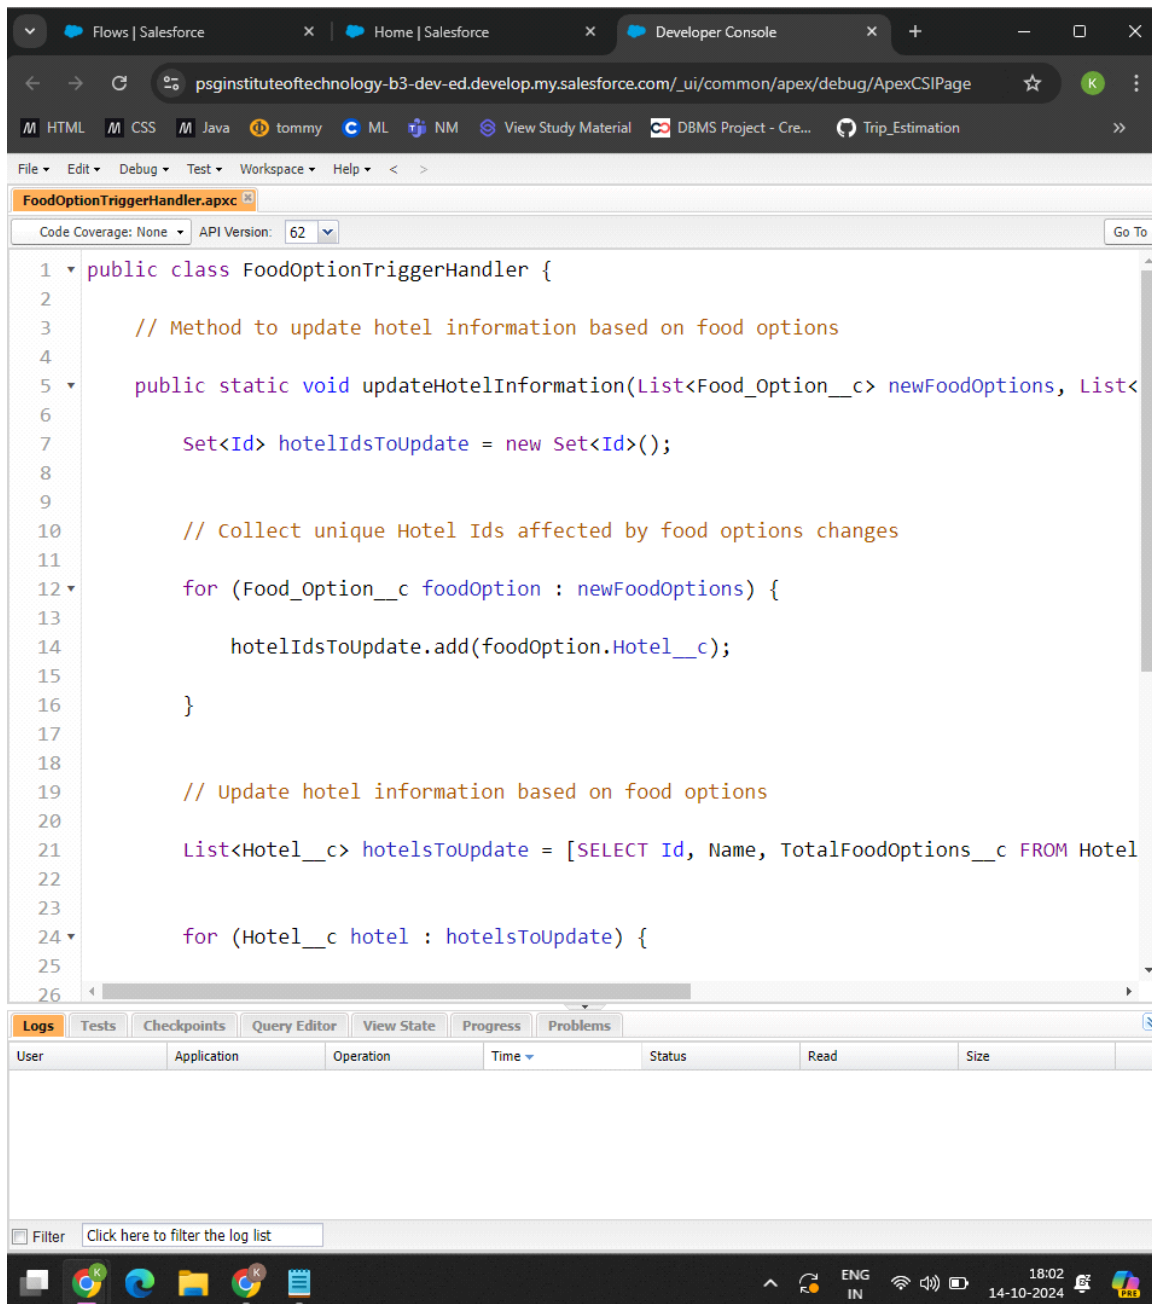 Flows | Salesforce
Home | Salesforce
Developer Console
psginstituteoftechnology-b3-dev-ed.develop.my.salesforce.com/_ui/common/apex/debug/ApexCSIPage
K
HTML CSS Java tommy ML NM View Study Material DBMS Project - Cre... Trip_Estimation »
File Edit Debug Test Workspace Help < >
FoodOptionTriggerHandler.apxc
Code Coverage: None API Version: 62 Go To
1 public class FoodOptionTriggerHandler {
2
3 // Method to update hotel information based on food options
4
5 public static void updateHotelInformation(List<Food_Option__c> newFoodOptions, List<
6
7 Set<Id> hotelIdsToUpdate = new Set<Id>();
8
9
10 // Collect unique Hotel Ids affected by food options changes
11
12 for (Food_Option__c foodOption : newFoodOptions) {
13
14 hotelIdsToUpdate.add(foodOption.Hotel__c);
15
16 }
17
18
19 // Update hotel information based on food options
20
21 List<Hotel__c> hotelsToUpdate = [SELECT Id, Name, TotalFoodOptions__c FROM Hotel
22
23
24 for (Hotel__c hotel : hotelsToUpdate) {
25
26
Logs Tests Checkpoints Query Editor View State Progress Problems
User Application Operation Time Status Read Size
Filter Click here to filter the log list
ENG
IN
18:02
14-10-2024
PRE